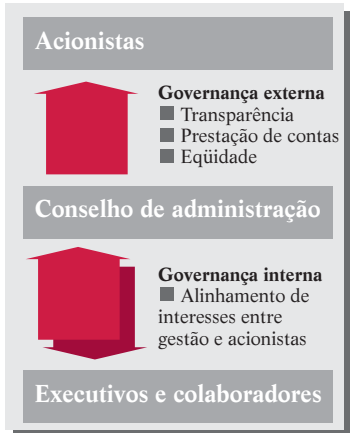 Acionistas
Governança externa
■ Transparência
■ Prestação de contas
■ Eqüidade
Conselho de administração
Governança interna
■ Alinhamento de
interesses entre
gestão e acionistas
Executivos e colaboradores